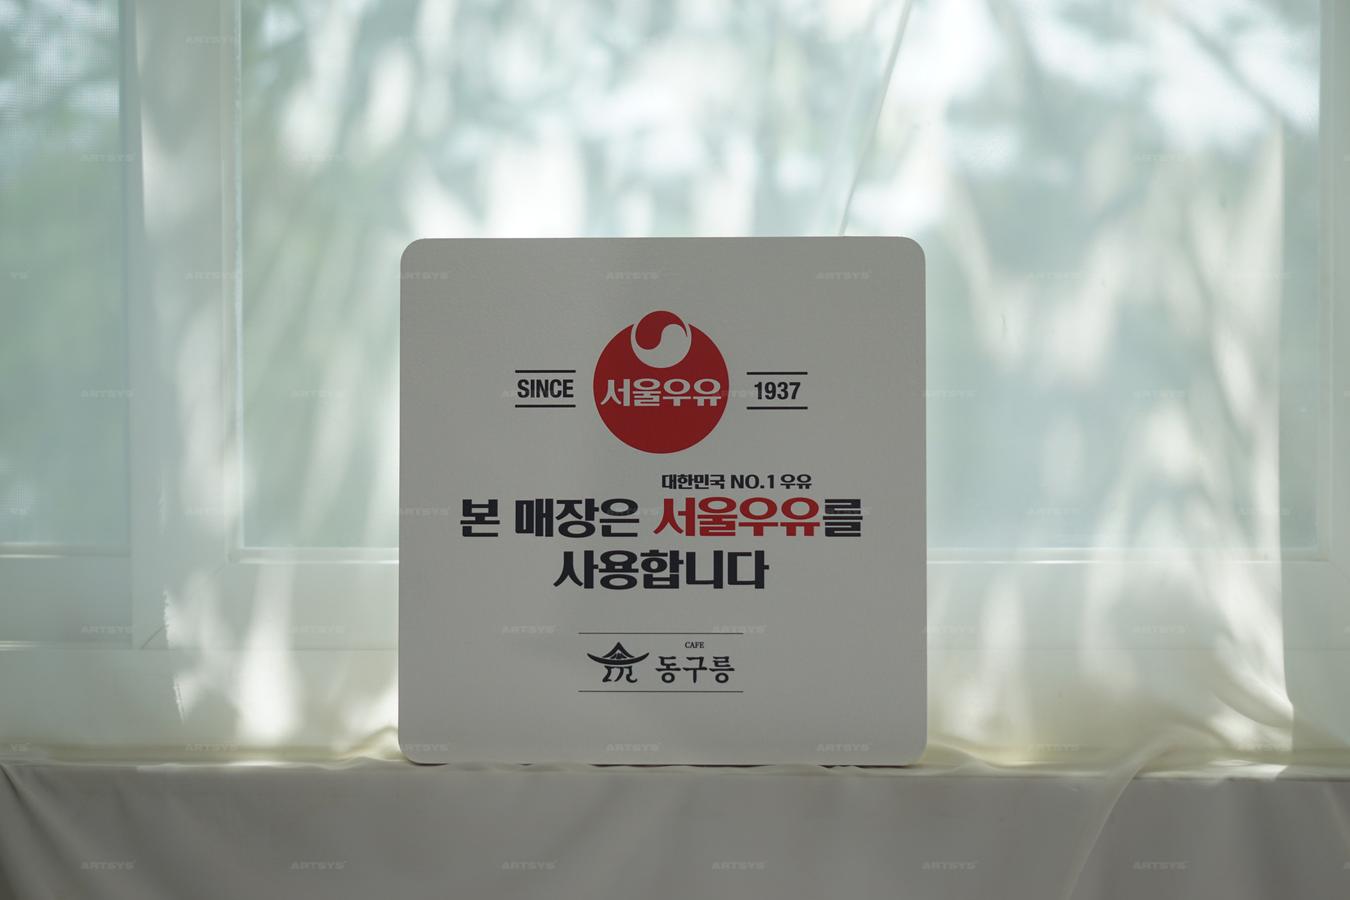 SINCE 서울우유 1937
대한민국 NO.1 우유
본 매장은 서울우유를
사용합니다
CAFE
동구릉
ARTSYS